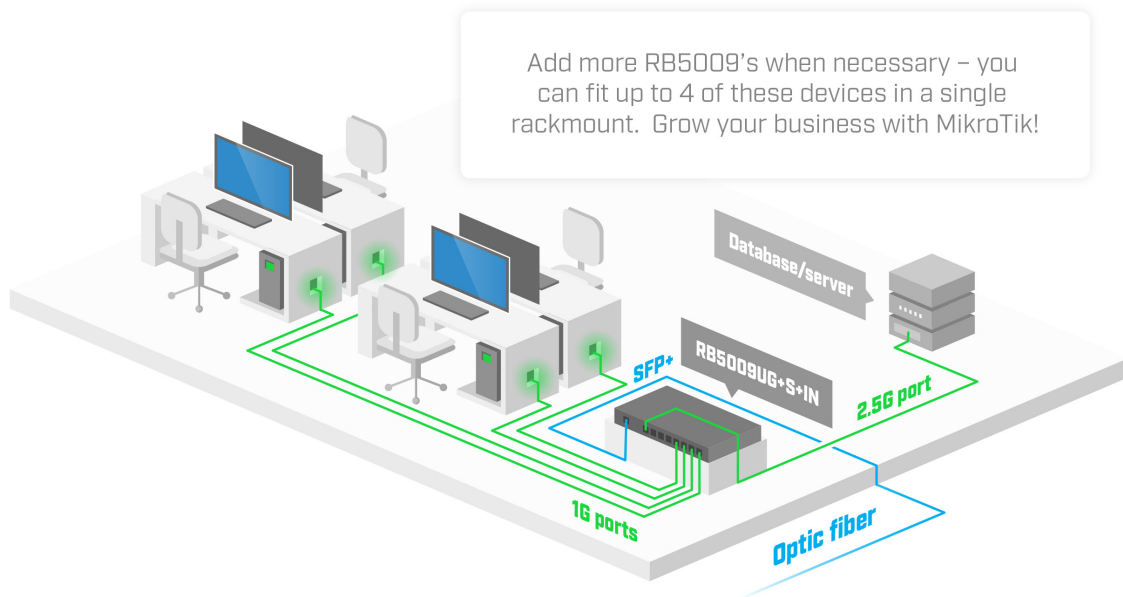 Add more RB5009's when necessary – you
can fit up to 4 of these devices in a single
rackmount.  Grow your business with MikroTik!
Database/server
RB5009UG+S+IN
SFP+
2.5G port
1G ports
Optic fiber